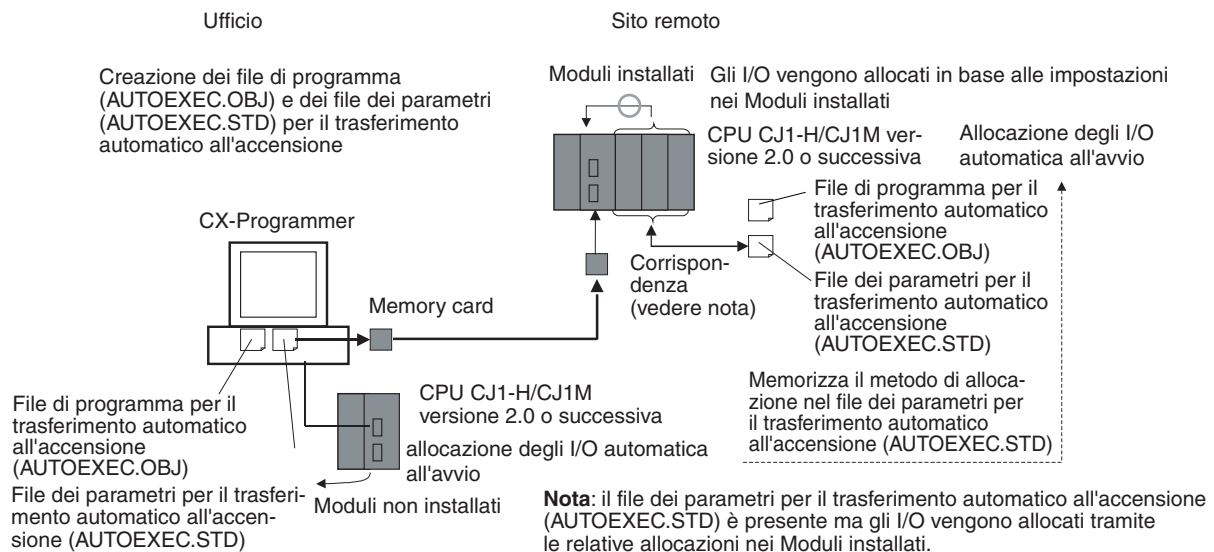 Ufficio
Sito remoto
Creazione dei file di programma
(AUTOEXEC.OBJ) e dei file dei parametri
(AUTOEXEC.STD) per il trasferimento
automatico all'accensione
Moduli installati
Gli I/O vengono allocati in base alle impostazioni
nei Moduli installati
CPU CJ1-H/CJ1M ver-
sione 2.0 o successiva
Allocazione degli I/O
automatica all'avvio
File di programma per il
trasferimento automatico
all'accensione
(AUTOEXEC.OBJ)
CX-Programmer
Corrispon-
denza
(vedere nota)
File dei parametri per il
trasferimento automatico
all'accensione
(AUTOEXEC.STD)
Memory card
CPU CJ1-H/CJ1M
versione 2.0 o successiva
allocazione degli I/O automatica
all'avvio
Memorizza il metodo di alloca-
zione nel file dei parametri per
il trasferimento automatico
all'accensione (AUTOEXEC.STD)
File di programma per il
trasferimento automatico
all'accensione
(AUTOEXEC.OBJ)
File dei parametri per il trasferi-
mento automatico all'accen-
sione (AUTOEXEC.STD)
Moduli non installati
Nota: il file dei parametri per il trasferimento automatico all'accensione
(AUTOEXEC.STD) è presente ma gli I/O vengono allocati tramite
le relative allocazioni nei Moduli installati.